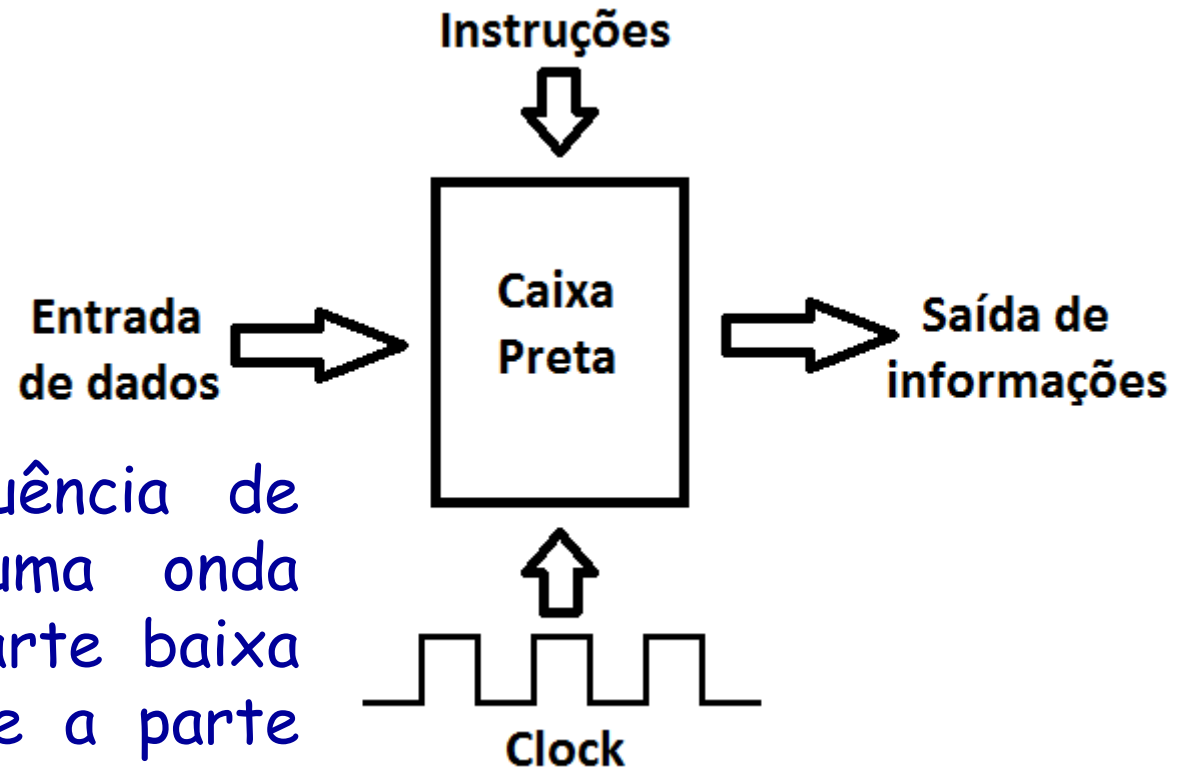 Instruções
Caixa
Preta
Entrada
de dados
Saída de
informações
uência de
uma onda
arte baixa
e a parte
Clock